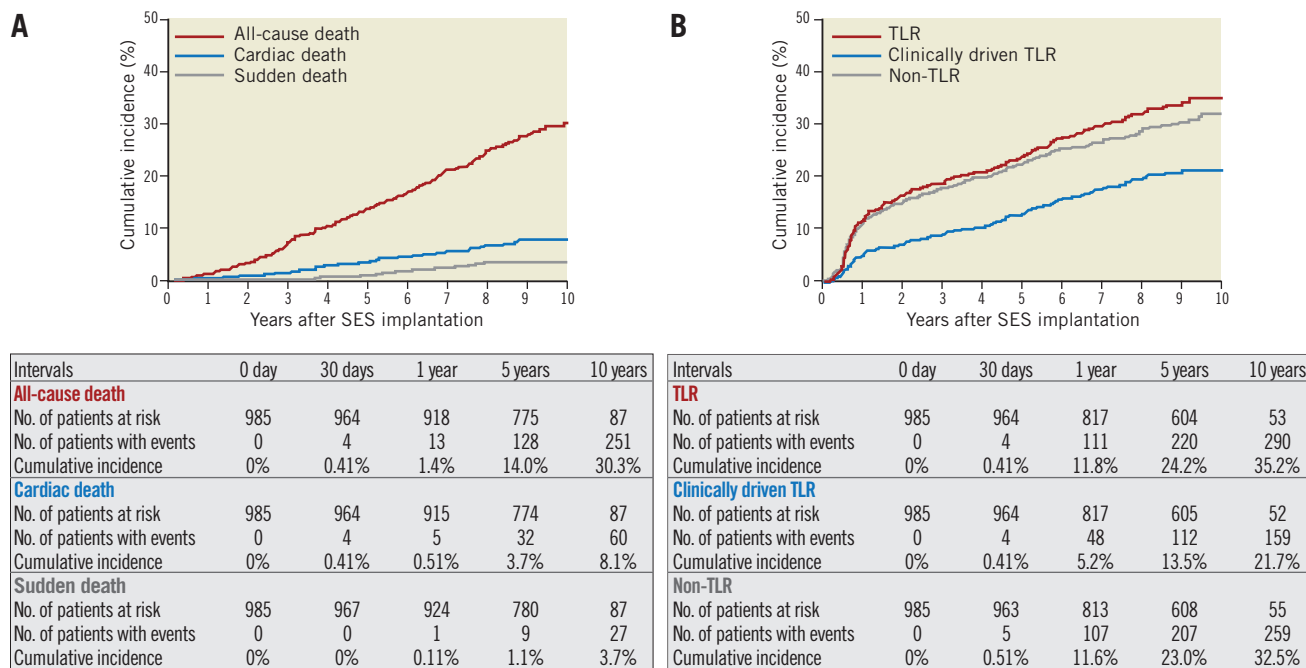 A
50
40
30
20
10
0
Cumulative incidence (%)
All-cause death
Cardiac death
Sudden death
0 1 2 3 4 5 6 7 8 9 10
Years after SES implantation
Intervals 0 day 30 days 1 year 5 years 10 years
All-cause death
No. of patients at risk 985 964 918 775 87
No. of patients with events 0 4 13 128 251
Cumulative incidence 0% 0.41% 1.4% 14.0% 30.3%
Cardiac death
No. of patients at risk 985 964 915 774 87
No. of patients with events 0 4 5 32 60
Cumulative incidence 0% 0.41% 0.51% 3.7% 8.1%
Sudden death
No. of patients at risk 985 967 924 780 87
No. of patients with events 0 0 1 9 27
Cumulative incidence 0% 0% 0.11% 1.1% 3.7%
B
50
40
30
20
10
0
Cumulative incidence (%)
TLR
Clinically driven TLR
Non-TLR
0 1 2 3 4 5 6 7 8 9 10
Years after SES implantation
Intervals 0 day 30 days 1 year 5 years 10 years
TLR
No. of patients at risk 985 964 817 604 53
No. of patients with events 0 4 111 220 290
Cumulative incidence 0% 0.41% 11.8% 24.2% 35.2%
Clinically driven TLR
No. of patients at risk 985 964 817 605 52
No. of patients with events 0 4 48 112 159
Cumulative incidence 0% 0.41% 5.2% 13.5% 21.7%
Non-TLR
No. of patients at risk 985 963 813 608 55
No. of patients with events 0 5 107 207 259
Cumulative incidence 0% 0.51% 11.6% 23.0% 32.5%